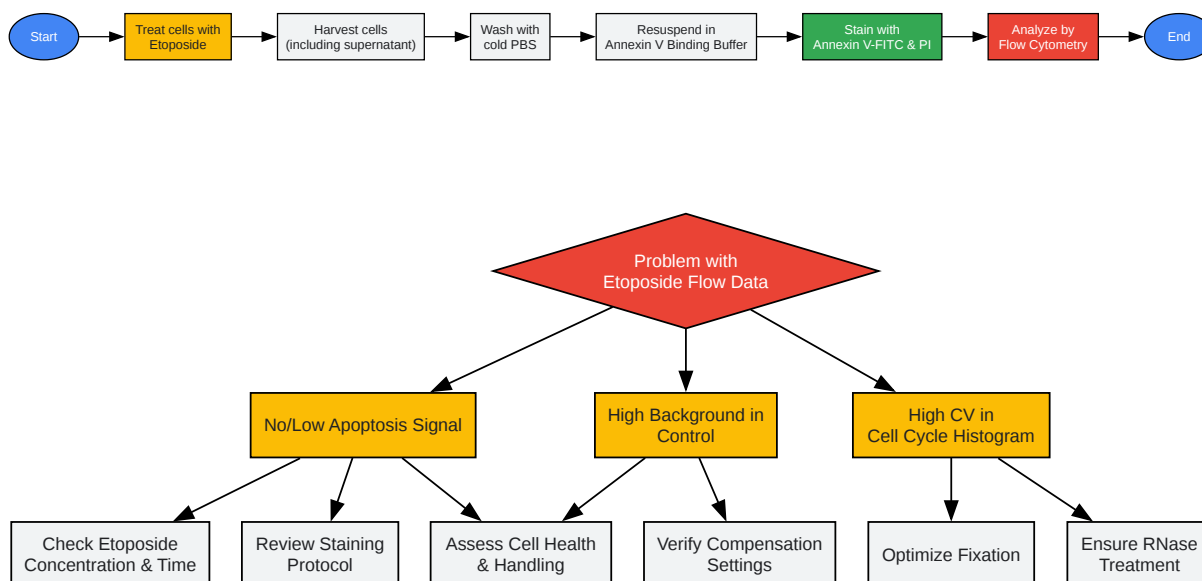 Start
Treat cells with
Etoposide
Harvest cells
(including supernatant)
Wash with
cold PBS
Resuspend in
Annexin V Binding Buffer
Stain with
Annexin V-FITC & PI
Analyze by
Flow Cytometry
End
Problem with
Etoposide Flow Data
No/Low Apoptosis Signal
High Background in
Control
High CV in
Cell Cycle Histogram
Check Etoposide
Concentration & Time
Review Staining
Protocol
Assess Cell Health
& Handling
Verify Compensation
Settings
Optimize Fixation
Ensure RNase
Treatment